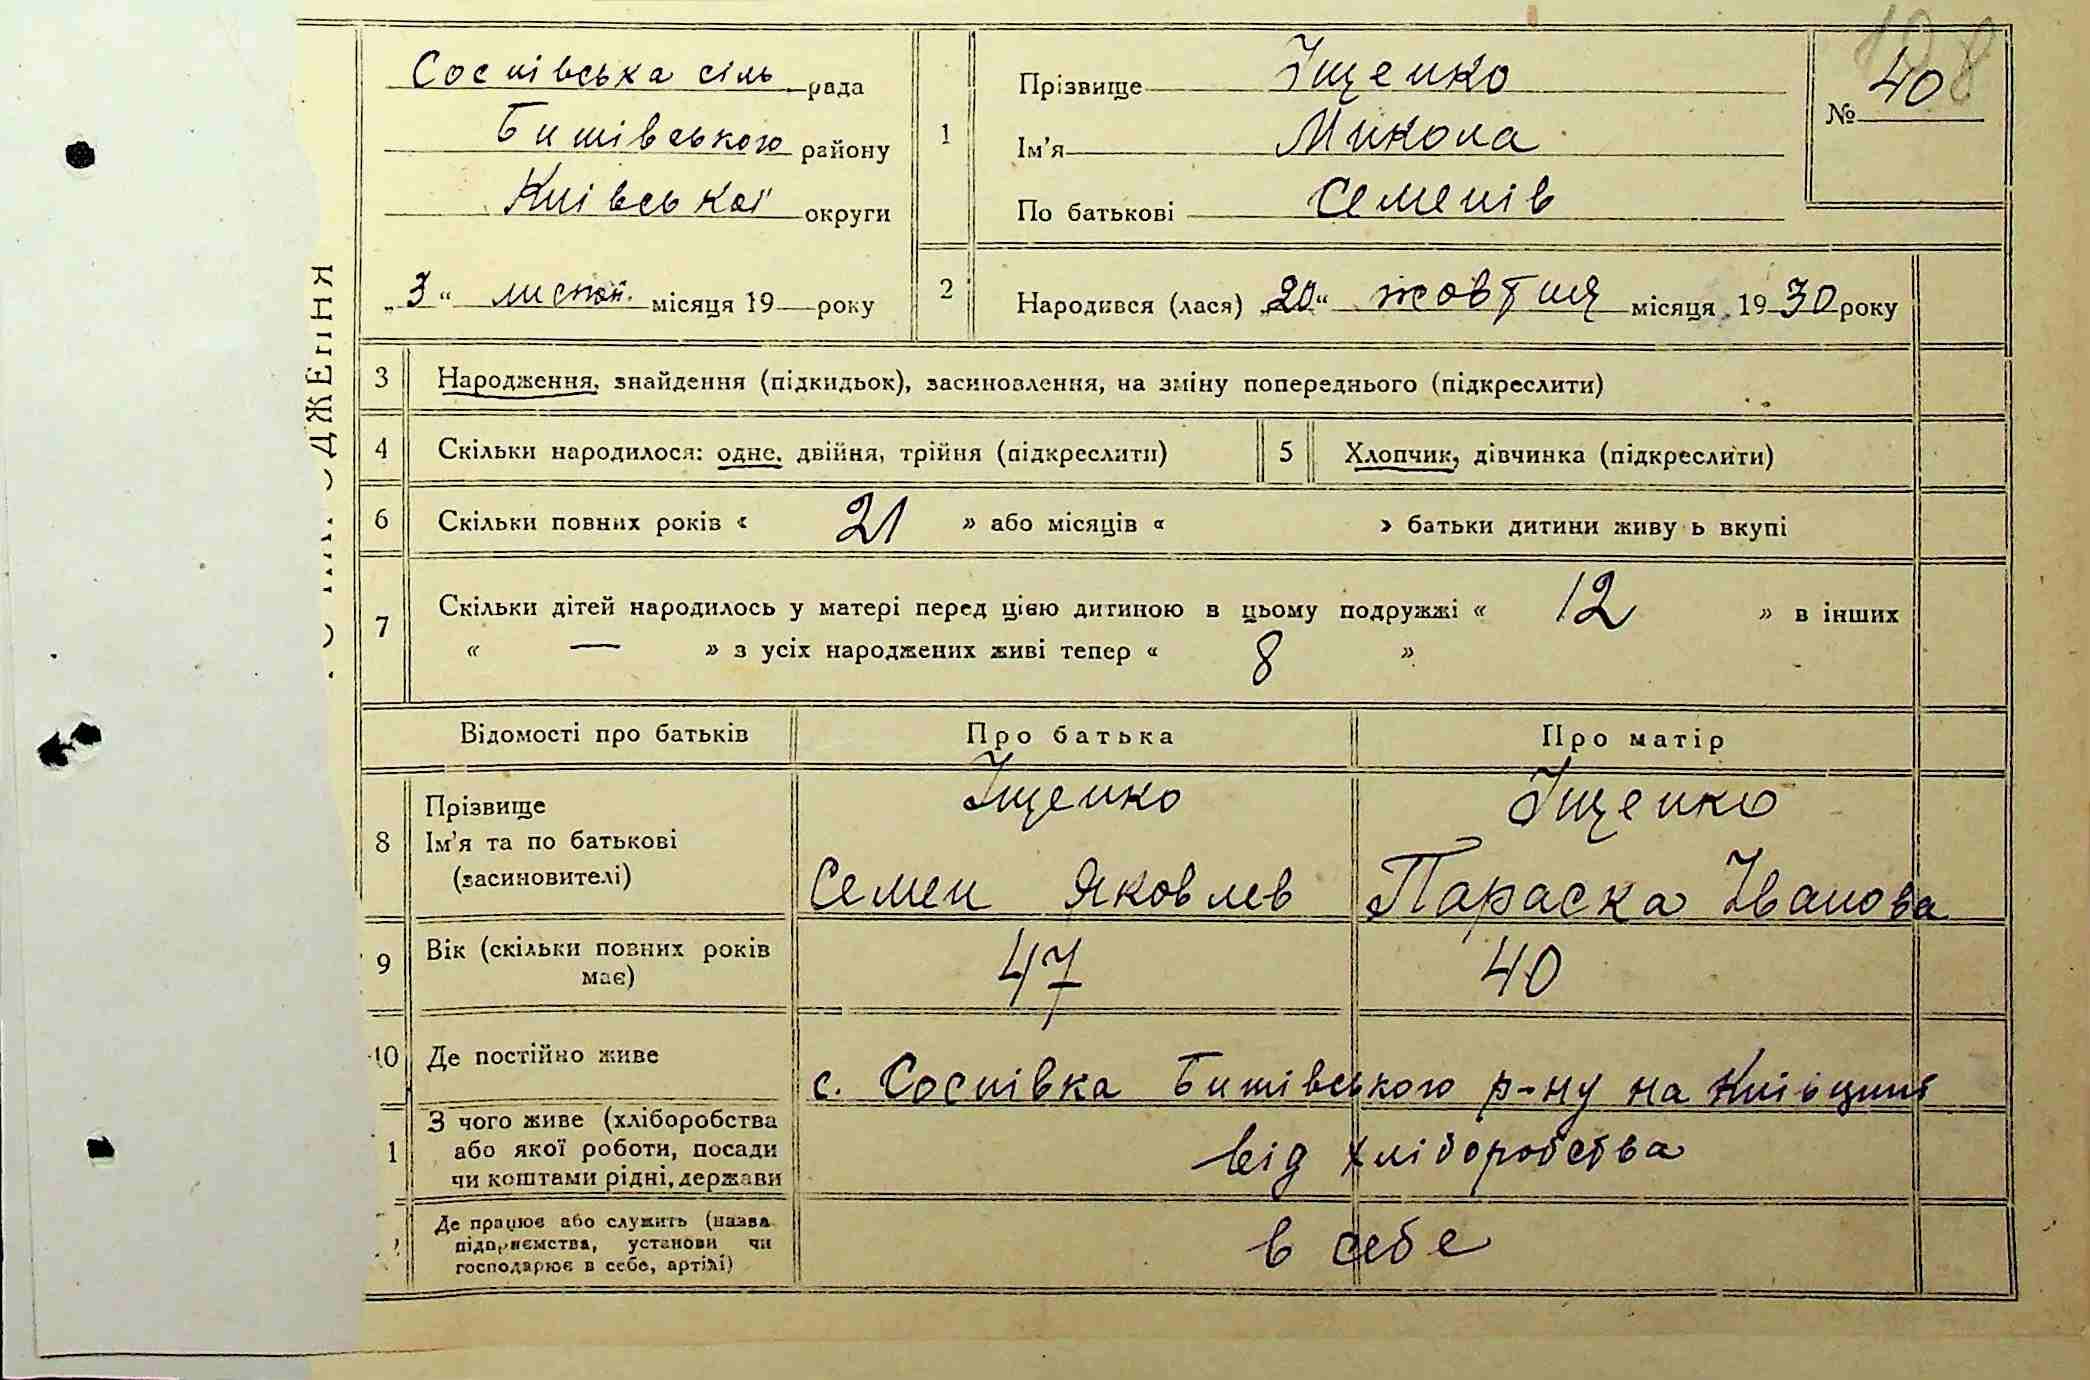 Соснівська сіль рада
Бишівського району
Київської округи
„3“ листоп. місяця 19 — року
ДЖЕННЯ
1
Прізвище Іщенко
Ім'я Микола
По батькові Семенів
№ 40
2 Народився (лася) „20“ жовтня місяця 1930 року
3 Народження, знайдення (підкидьок), засиновлення, на зміну попереднього (підкреслити)
4 Скільки народилося: одне, двійня, трійня (підкреслити) 5 Хлопчик, дівчинка (підкреслити)
6 Скільки повних років « 21 » або місяців « » батьки дитини живу ь вкупі
7 Скільки дітей народилось у матері перед цією дитиною в цьому подружжі « 12 » в інших
« — » з усіх народжених живі тепер « 8 »
Відомості про батьків Про батька Про матір
8 Прізвище Іщенко Іщенко
Ім'я та по батькові
(засиновителі) Семен Яковлев Параска Іванова
9 Вік (скільки повних років має) 47 40
10 Де постійно живе с. Соснівка Бишівського р-ну на Київщині
1 З чого живе (хліборобства
або якої роботи, посади від хліборобства
чи коштами рідні, держави
Де працює або служить (назва
підприємства, установи чи в себе
господарює в себе, артілі)